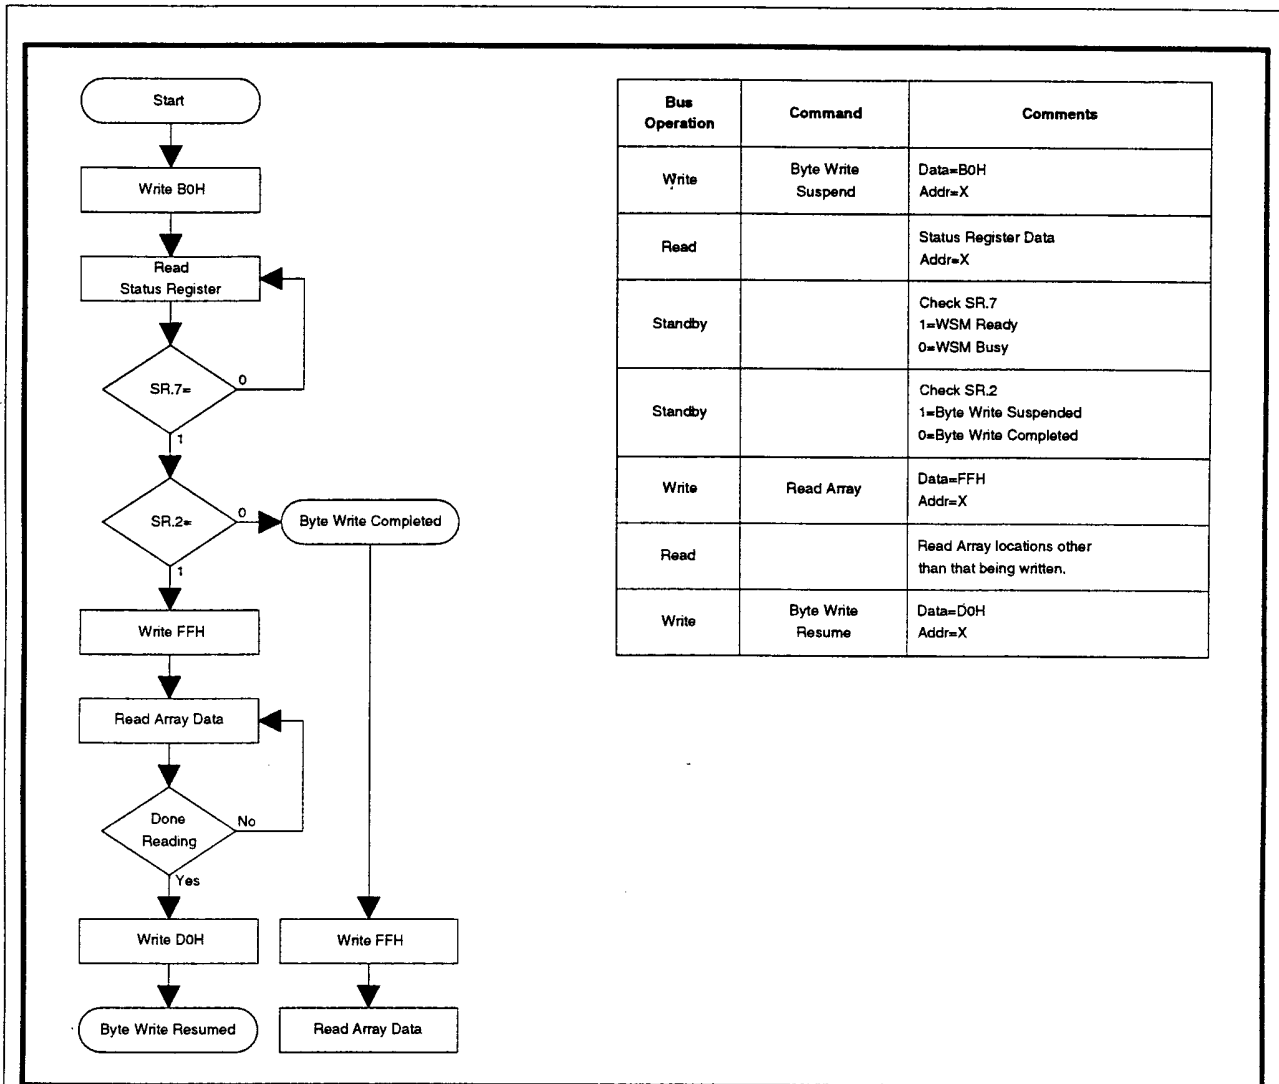 Start
Write B0H
Read
Status Register
SR.7=
0
1
SR.2=
0
Byte Write Completed
1
Write FFH
Read Array Data
Done
Reading
No
Yes
Write D0H
Write FFH
Byte Write Resumed
Read Array Data
Bus
Operation
Command
Comments
Write
Byte Write
Suspend
Data=B0H
Addr=X
Read
Status Register Data
Addr=X
Standby
Check SR.7
1=WSM Ready
0=WSM Busy
Standby
Check SR.2
1=Byte Write Suspended
0=Byte Write Completed
Write
Read Array
Data=FFH
Addr=X
Read
Read Array locations other
than that being written.
Write
Byte Write
Resume
Data=D0H
Addr=X